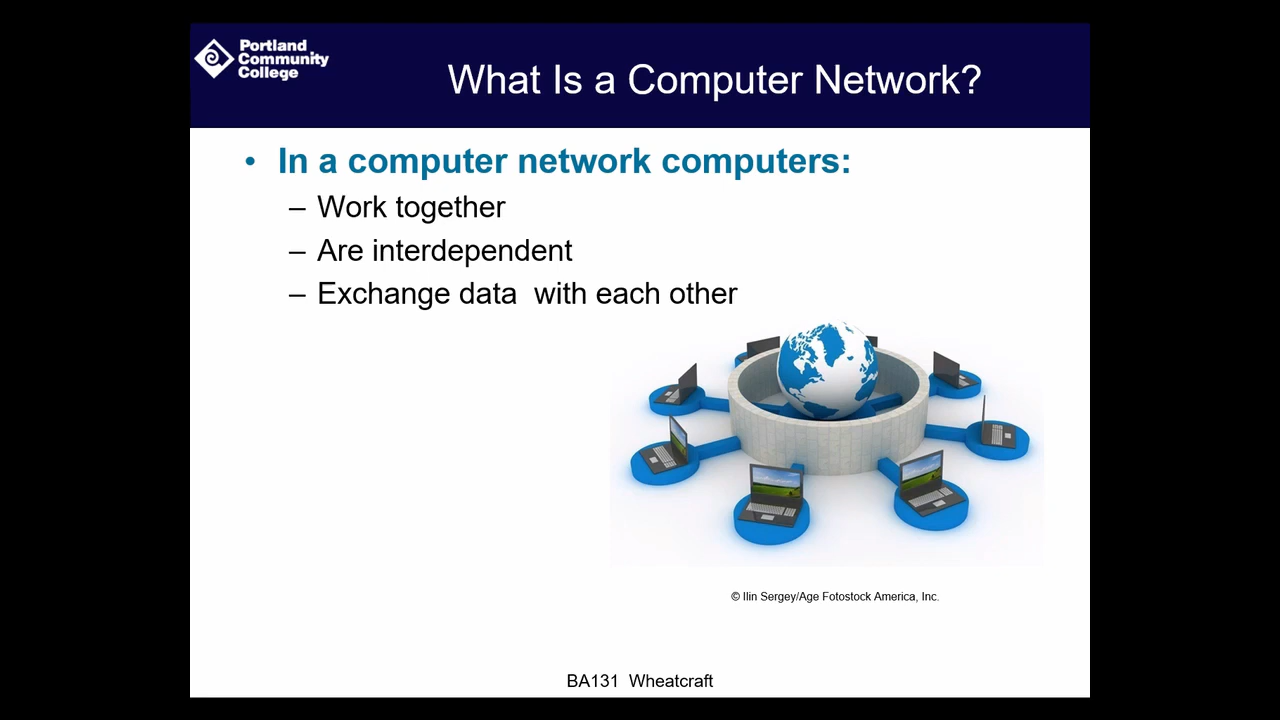 Portland
Community
College
What Is a Computer Network?
• In a computer network computers:
– Work together
– Are interdependent
– Exchange data  with each other
© Ilin Sergey/Age Fotostock America, Inc.
BA131  Wheatcraft